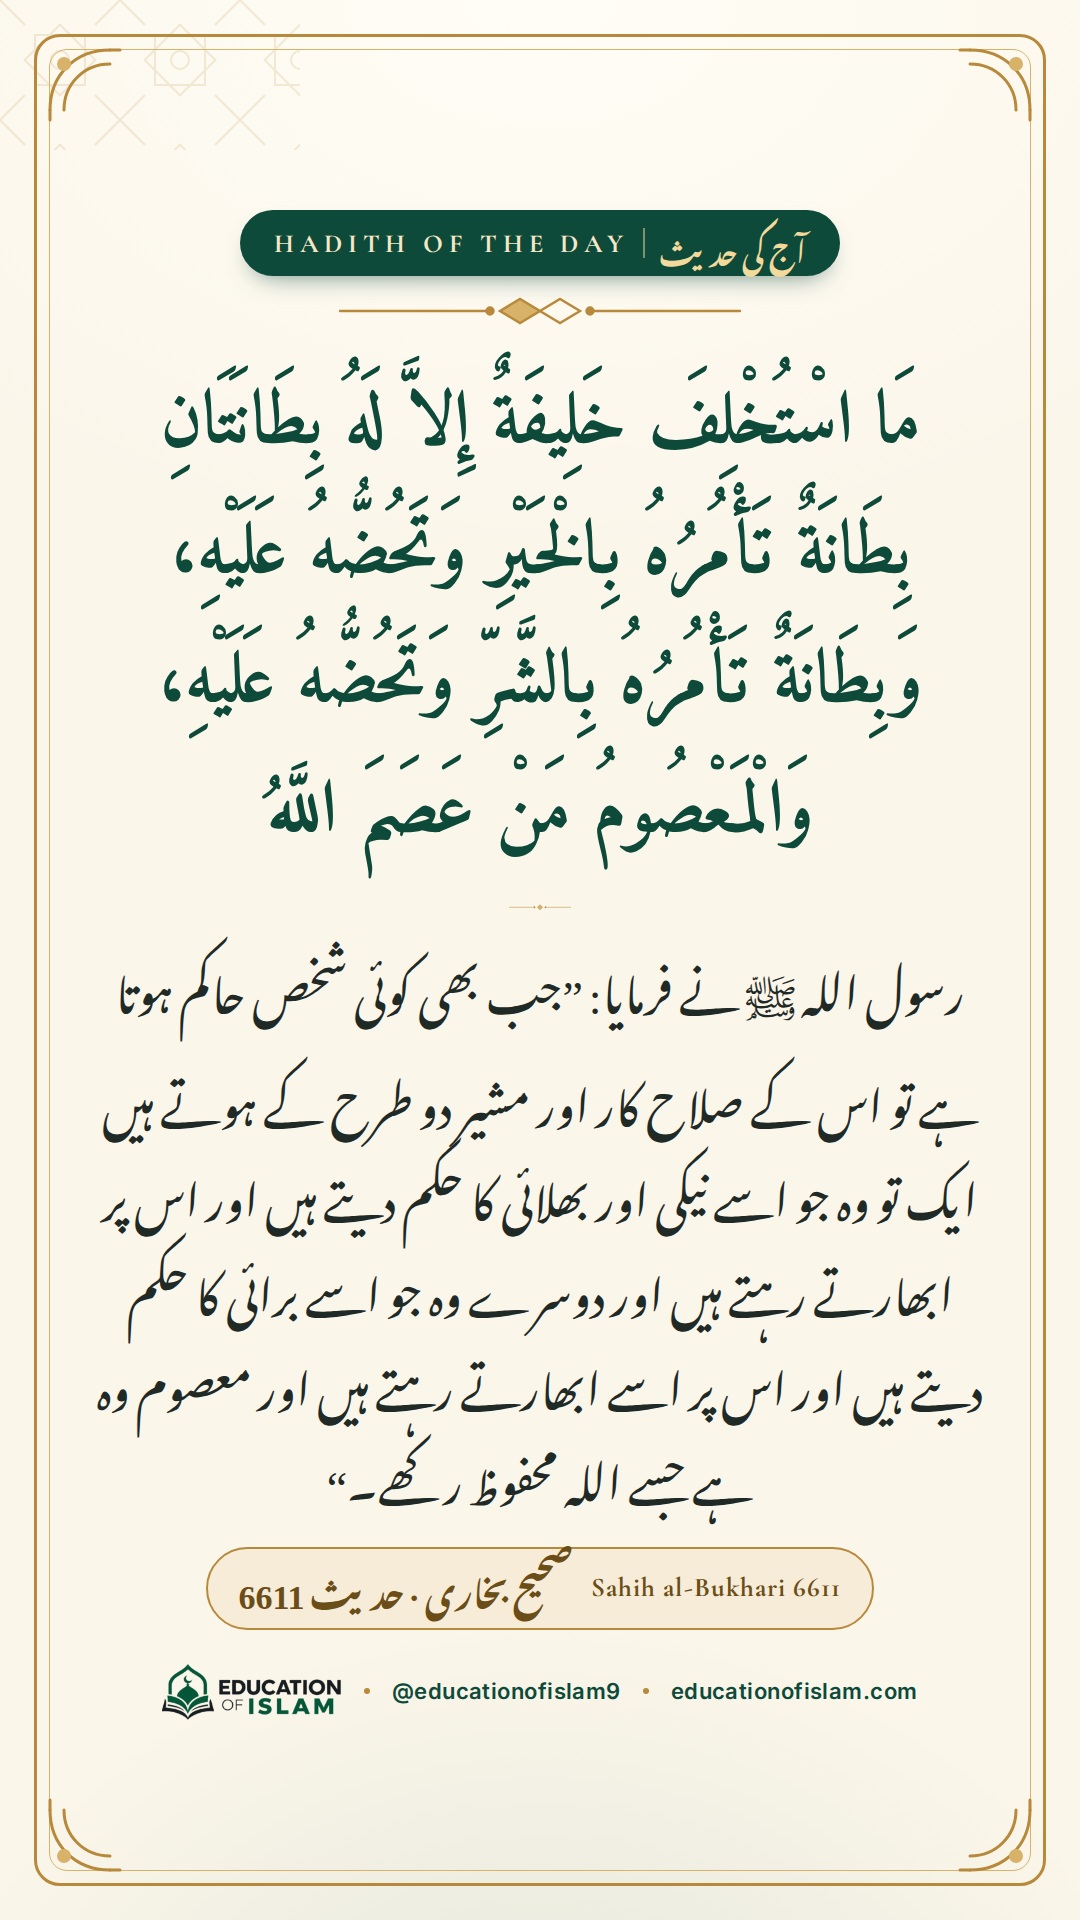 HADITH OF THE DAY | آج کی حدیث
مَا اسْتُخْلِفَ خَلِيفَةٌ إِلاَّ لَهُ بِطَانَتَانِ
بِطَانَةٌ تَأْمُرُهُ بِالْخَيْرِ وَتَحُضُّهُ عَلَيْهِ،
وَبِطَانَةٌ تَأْمُرُهُ بِالشَّرِّ وَتَحُضُّهُ عَلَيْهِ،
وَالْمَعْصُومُ مَنْ عَصَمَ اللَّهُ
رسول اللہ ﷺ نے فرمایا: ”جب بھی کوئی شخص حاکم ہوتا
ہے تو اس کے صلاح کار اور مشیر دو طرح کے ہوتے ہیں
ایک تو وہ جو اسے نیکی اور بھلائی کا حکم دیتے ہیں اور اس پر
ابھارتے رہتے ہیں اور دوسرے وہ جو اسے برائی کا حکم
دیتے ہیں اور اس پر اسے ابھارتے رہتے ہیں اور معصوم وہ
ہے جسے اللہ محفوظ رکھے۔“
صحیح بخاری · حدیث 6611 Sahih al-Bukhari 6611
EDUCATION OF ISLAM • @educationofislam9 • educationofislam.com